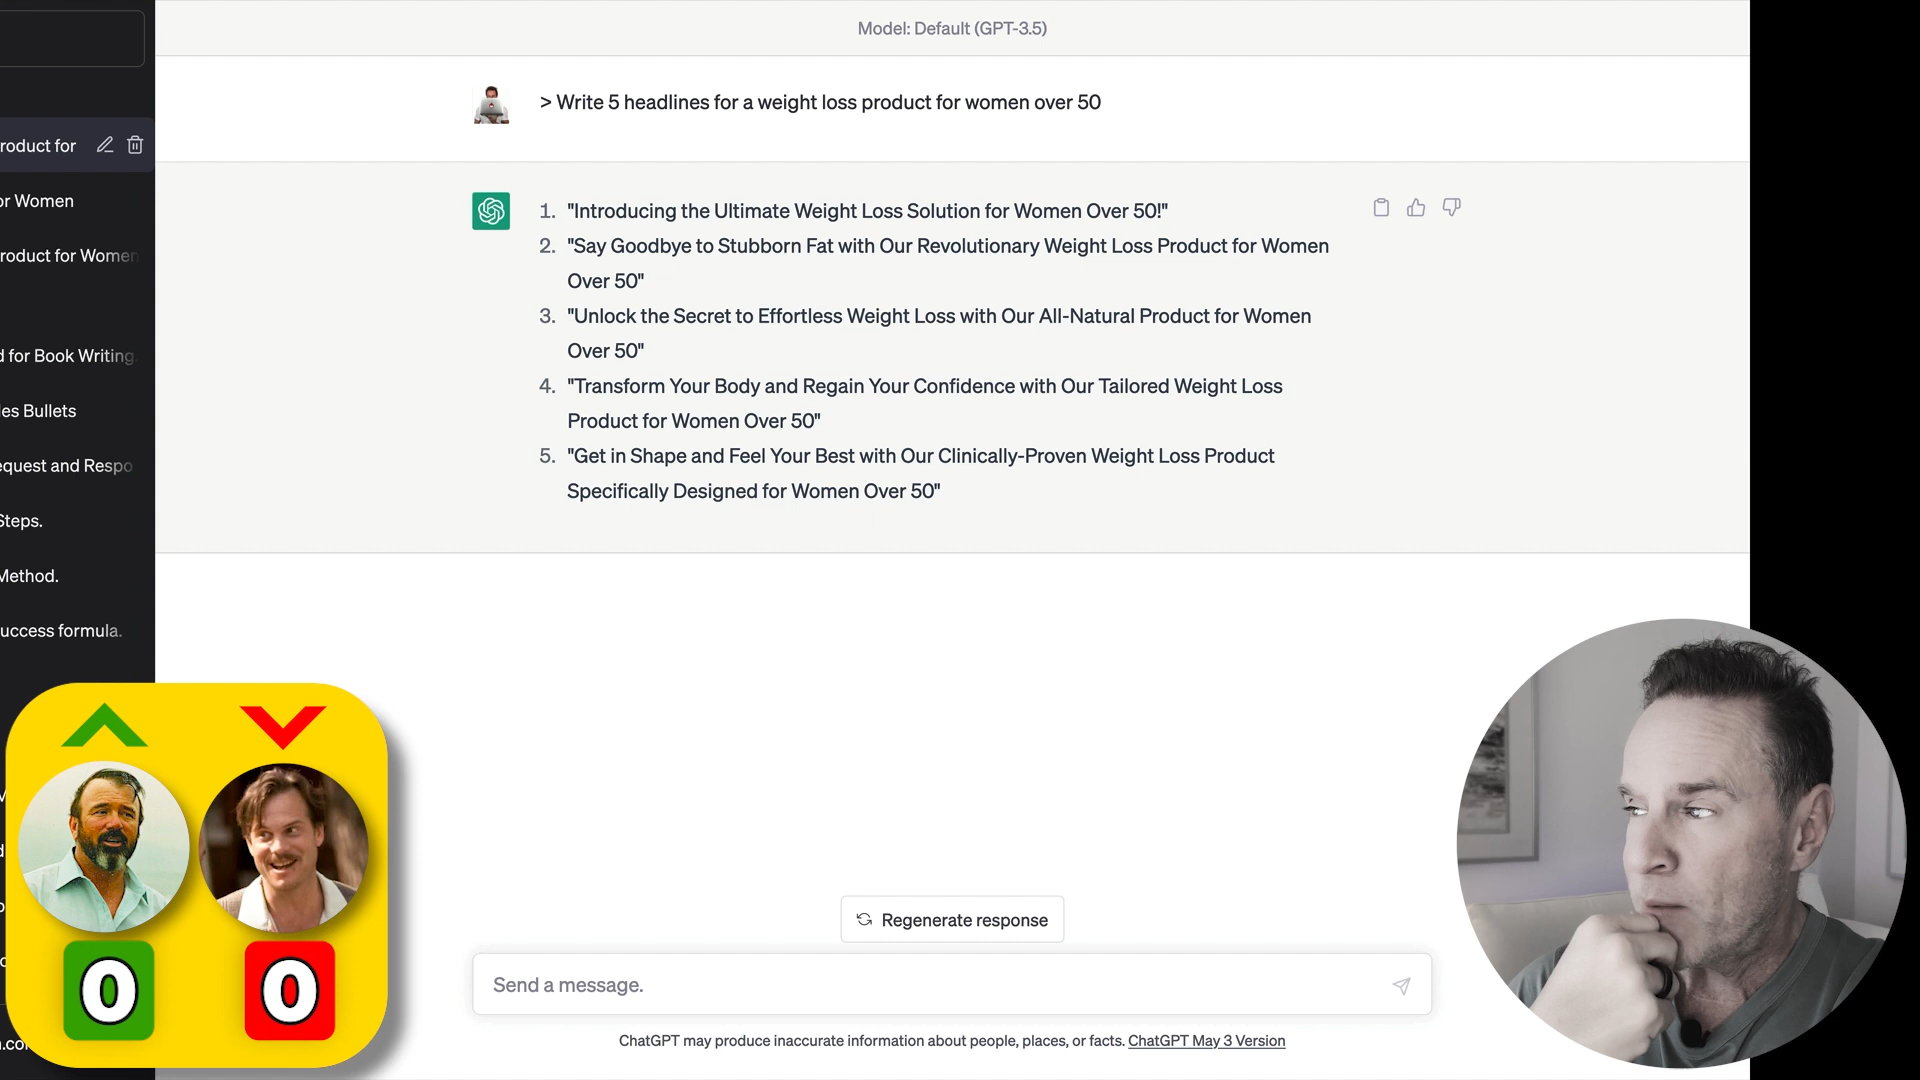 Model: Default (GPT-3.5)
> Write 5 headlines for a weight loss product for women over 50
roduct for
or Women
roduct for Women
d for Book Writing
les Bullets
equest and Respo
Steps.
Method.
uccess formula.
1. "Introducing the Ultimate Weight Loss Solution for Women Over 50!"
2. "Say Goodbye to Stubborn Fat with Our Revolutionary Weight Loss Product for Women
Over 50"
3. "Unlock the Secret to Effortless Weight Loss with Our All-Natural Product for Women
Over 50"
4. "Transform Your Body and Regain Your Confidence with Our Tailored Weight Loss
Product for Women Over 50"
5. "Get in Shape and Feel Your Best with Our Clinically-Proven Weight Loss Product
Specifically Designed for Women Over 50"
0
0
Regenerate response
Send a message.
ChatGPT may produce inaccurate information about people, places, or facts. ChatGPT May 3 Version